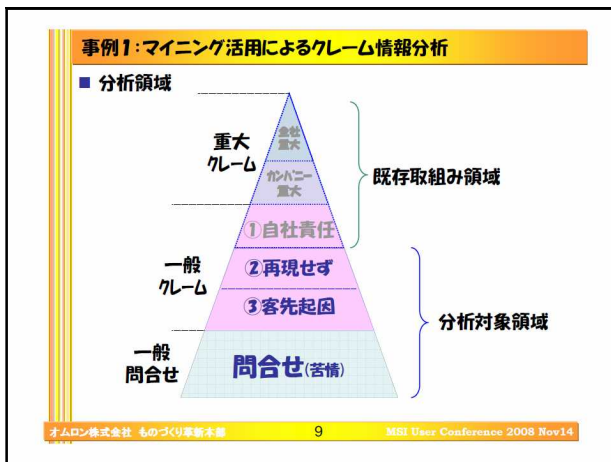 事例1:マイニング活用によるクレーム情報分析
■ 分析領域
重大
クレーム
全社
重大
カンパニー
重大
既存取組み領域
①自社責任
一般
クレーム
②再現せず
③客先起因
分析対象領域
一般
問合せ
問合せ(苦情)
オムロン株式会社 ものづくり革新本部
9
MSI User Conference 2008 Nov14